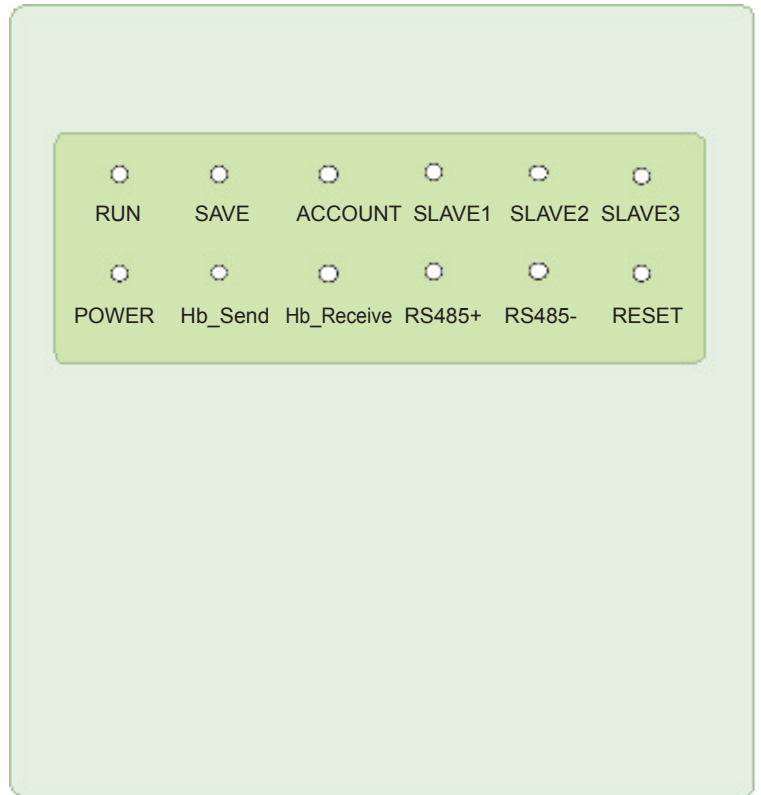 RUN SAVE ACCOUNT SLAVE1 SLAVE2 SLAVE3
POWER Hb_Send Hb_Receive RS485+ RS485- RESET